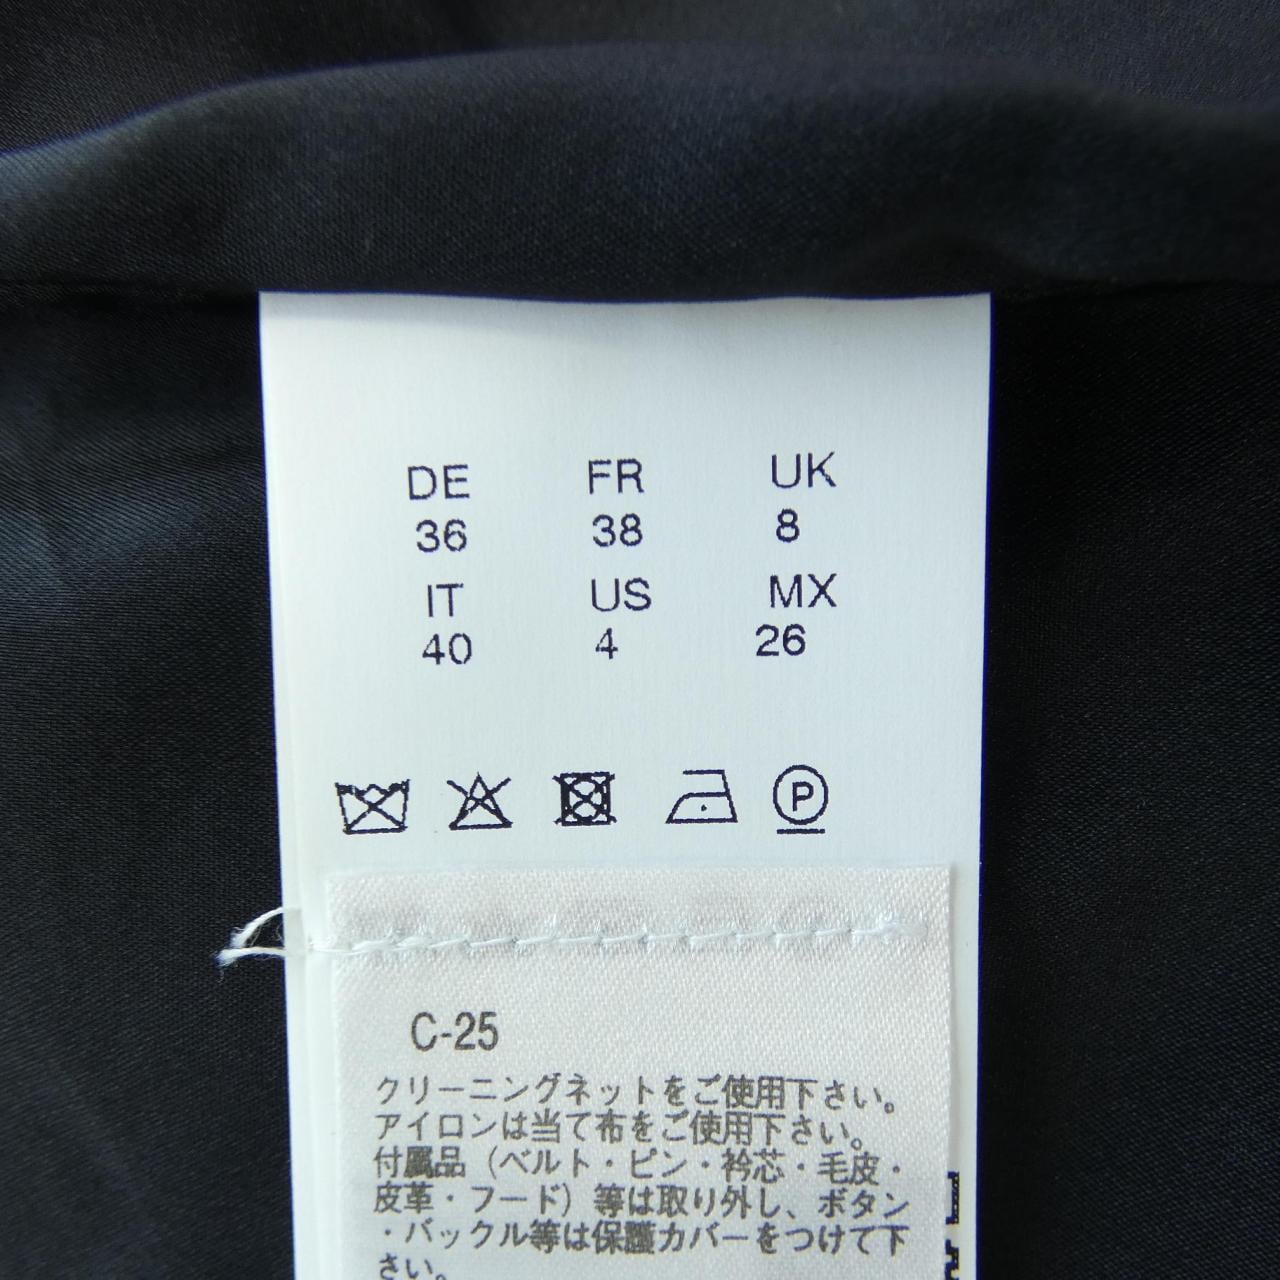 DE FR UK
36 38 8
IT US MX
40 4 26
P
C-25
クリーニングネットをご使用下さい。
アイロンは当て布をご使用下さい。
付属品（ベルト・ピン・衿芯・毛皮・
皮革・フード）等は取り外し、ボタン
・バックル等は保護カバーをつけて下
さい。